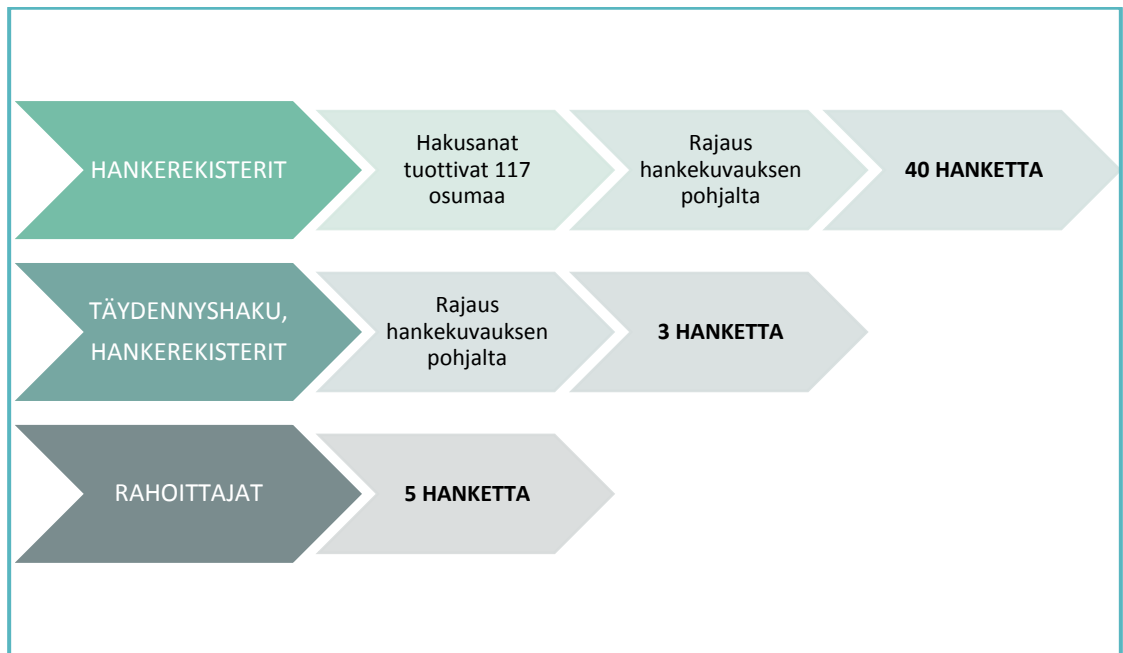 HANKEREKISTERIT
Hakusanat
tuottivat 117
osumaa
Rajaus
hankekuvauksen
pohjalta
40 HANKETTA
TÄYDENNYSHAKU,
HANKEREKISTERIT
Rajaus
hankekuvauksen
pohjalta
3 HANKETTA
RAHOITTAJAT
5 HANKETTA